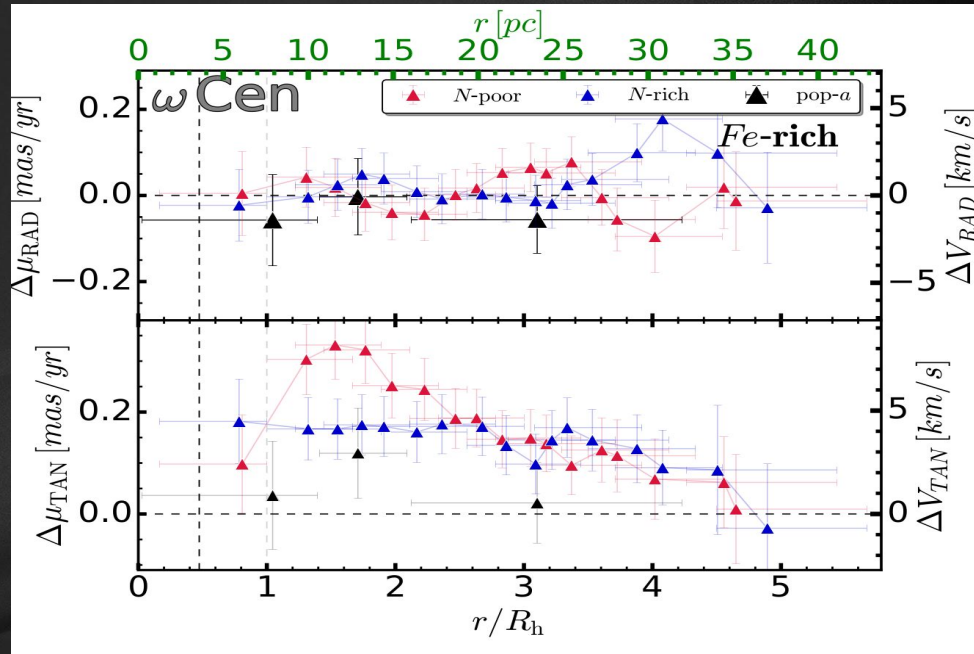 r [pc]
0 5 10 15 20 25 30 35 40
ω Cen
N-poor N-rich pop-a
Fe-rich
Δμ_RAD [mas/yr]
0.2
0.0
−0.2
5
0
−5
ΔV_RAD [km/s]
Δμ_TAN [mas/yr]
0.2
0.0
5
0
ΔV_TAN [km/s]
0 1 2 3 4 5
r/R_h